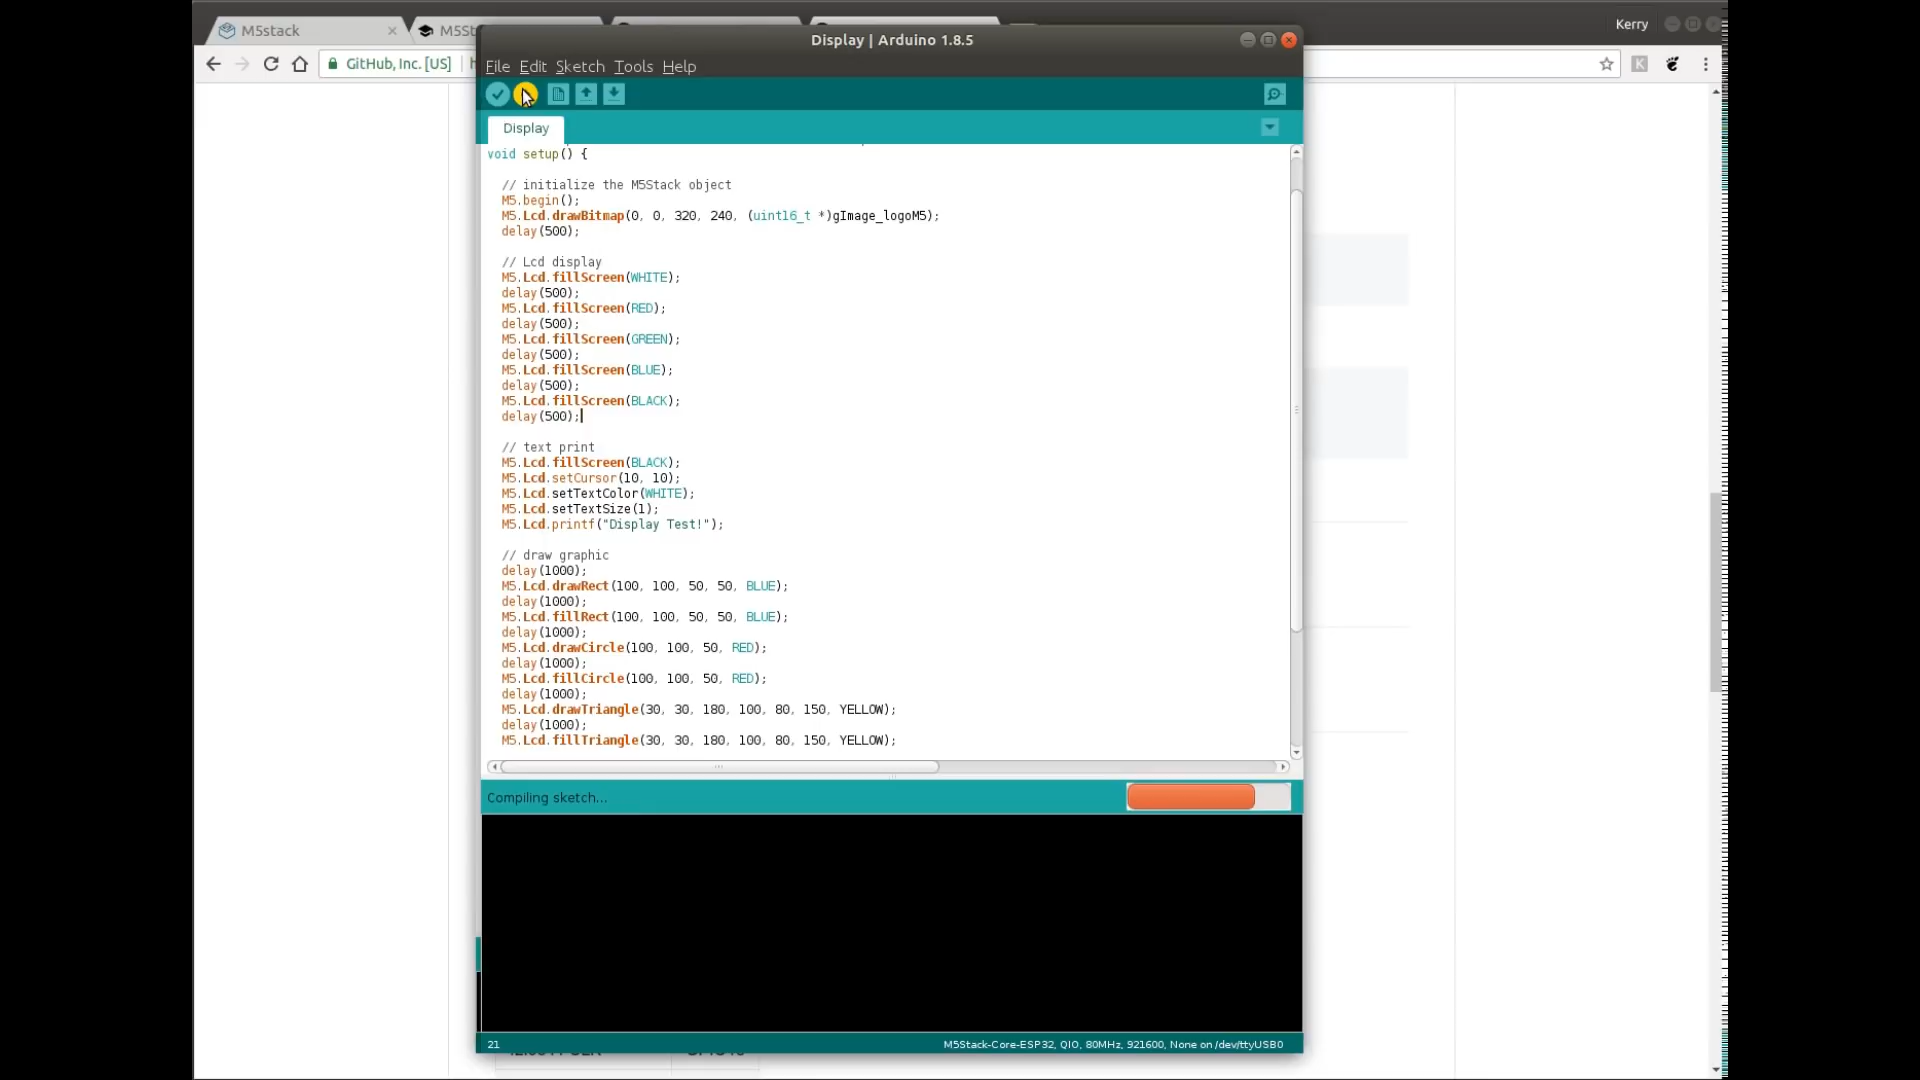 M5stack
M5St
Kerry
GitHub, Inc. [US]
Display | Arduino 1.8.5
File Edit Sketch Tools Help
Display
void setup() {
// initialize the M5Stack object
M5.begin();
M5.Lcd.drawBitmap(0, 0, 320, 240, (uint16_t *)gImage_logoM5);
delay(500);
// Lcd display
M5.Lcd.fillScreen(WHITE);
delay(500);
M5.Lcd.fillScreen(RED);
delay(500);
M5.Lcd.fillScreen(GREEN);
delay(500);
M5.Lcd.fillScreen(BLUE);
delay(500);
M5.Lcd.fillScreen(BLACK);
delay(500);
// text print
M5.Lcd.fillScreen(BLACK);
M5.Lcd.setCursor(10, 10);
M5.Lcd.setTextColor(WHITE);
M5.Lcd.setTextSize(1);
M5.Lcd.printf("Display Test!");
// draw graphic
delay(1000);
M5.Lcd.drawRect(100, 100, 50, 50, BLUE);
delay(1000);
M5.Lcd.fillRect(100, 100, 50, 50, BLUE);
delay(1000);
M5.Lcd.drawCircle(100, 100, 50, RED);
delay(1000);
M5.Lcd.fillCircle(100, 100, 50, RED);
delay(1000);
M5.Lcd.drawTriangle(30, 30, 180, 100, 80, 150, YELLOW);
delay(1000);
M5.Lcd.fillTriangle(30, 30, 180, 100, 80, 150, YELLOW);
Compiling sketch...
21
M5Stack-Core-ESP32, QIO, 80MHz, 921600, None on /dev/ttyUSB0